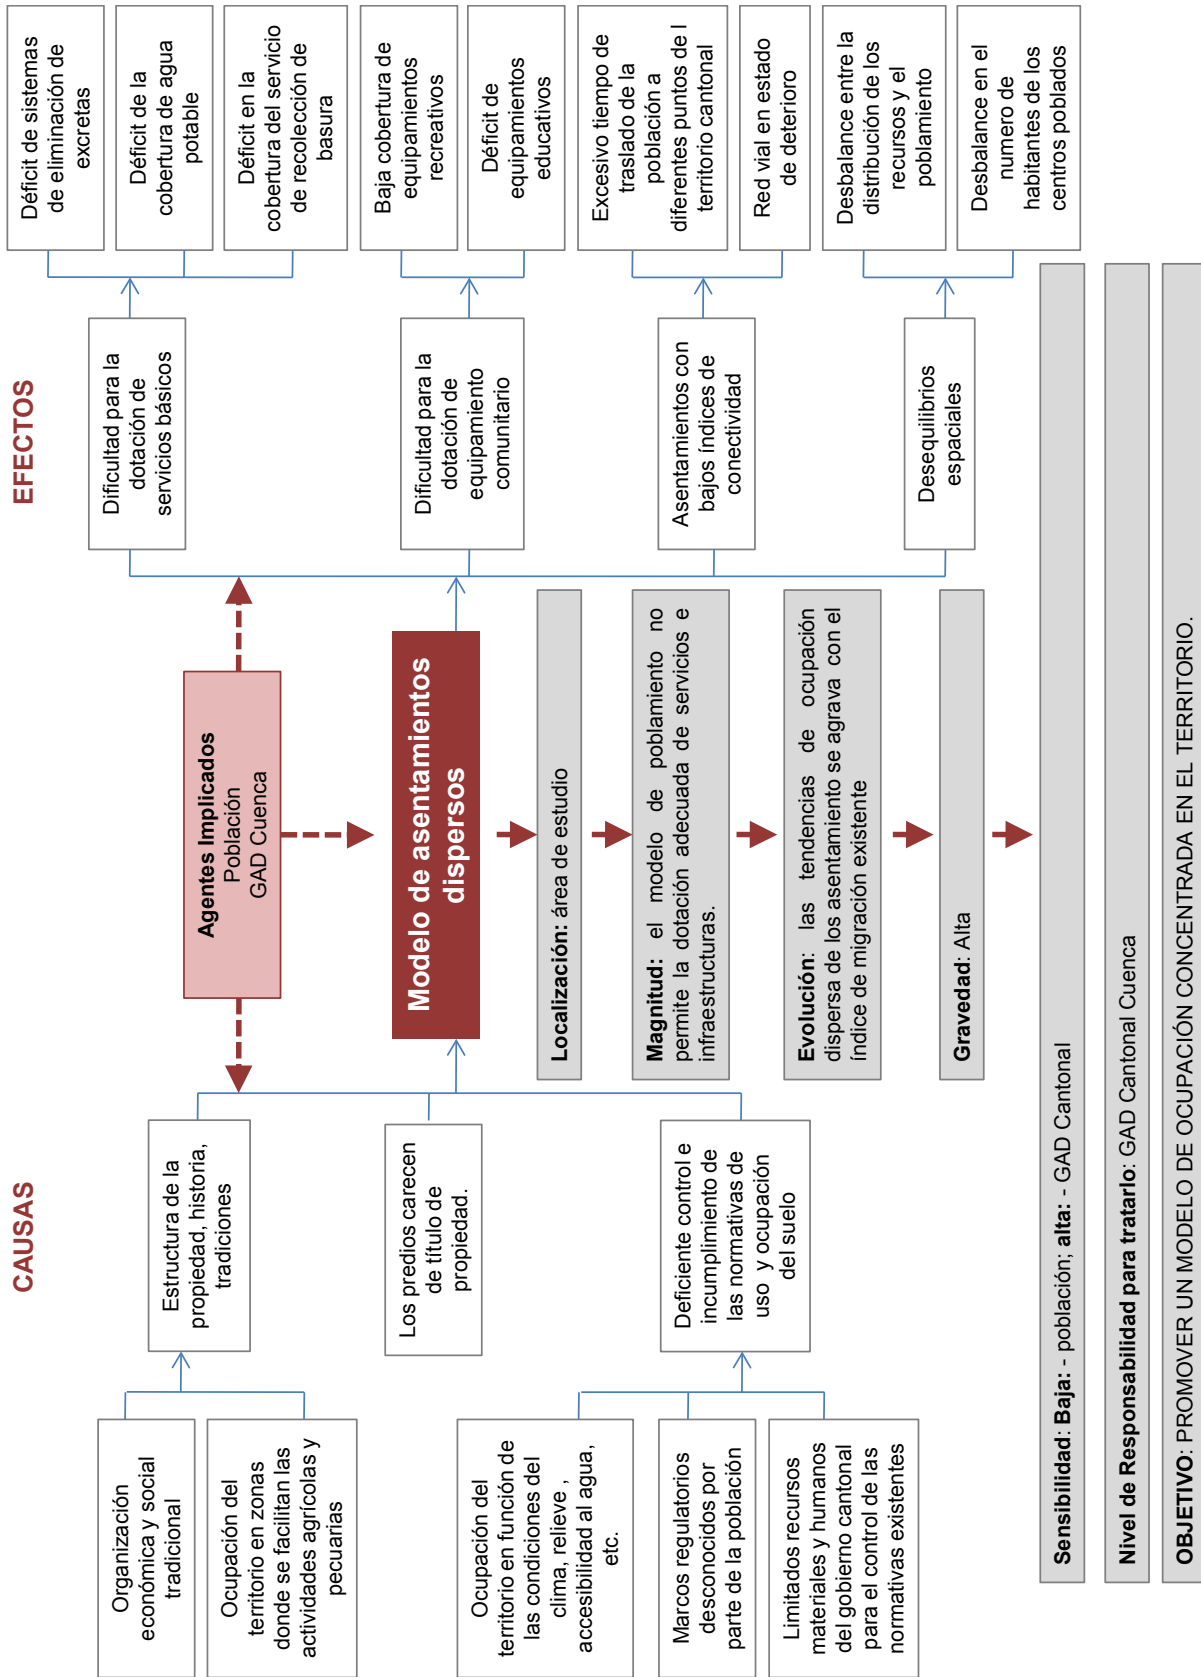 CAUSAS
EFECTOS
Organización
económica y social
tradicional
Ocupación del
territorio en zonas
donde se facilitan las
actividades agrícolas y
pecuarias
Ocupación del
territorio en función de
las condiciones del
clima, relieve ,
accesibilidad al agua,
etc.
Marcos regulatorios
desconocidos por
parte de la población
Limitados recursos
materiales y humanos
del gobierno cantonal
para el control de las
normativas existentes
Estructura de la
propiedad, historia,
tradiciones
Los predios carecen
de título de
propiedad.
Deficiente control e
incumplimiento de
las normativas de
uso y ocupación
del suelo
Agentes Implicados
Población
GAD Cuenca
Modelo de asentamientos
dispersos
Localización: área de estudio
Magnitud: el modelo de poblamiento no
permite la dotación adecuada de servicios e
infraestructuras.
Evolución: las tendencias de ocupación
dispersa de los asentamiento se agrava con el
índice de migración existente
Gravedad: Alta
Dificultad para la
dotación de
servicios básicos
Dificultad para la
dotación de
equipamiento
comunitario
Asentamientos con
bajos índices de
conectividad
Desequilibrios
espaciales
Déficit de sistemas
de eliminación de
excretas
Déficit de la
cobertura de agua
potable
Déficit en la
cobertura del servicio
de recolección de
basura
Baja cobertura de
equipamientos
recreativos
Déficit de
equipamientos
educativos
Excesivo tiempo de
traslado de la
población a
diferentes puntos de l
territorio cantonal
Red vial en estado
de deterioro
Desbalance entre la
distribución de los
recursos y el
poblamiento
Desbalance en el
numero de
habitantes de los
centros poblados
Sensibilidad: Baja: - población; alta: - GAD Cantonal
Nivel de Responsabilidad para tratarlo: GAD Cantonal Cuenca
OBJETIVO: PROMOVER UN MODELO DE OCUPACIÓN CONCENTRADA EN EL TERRITORIO.